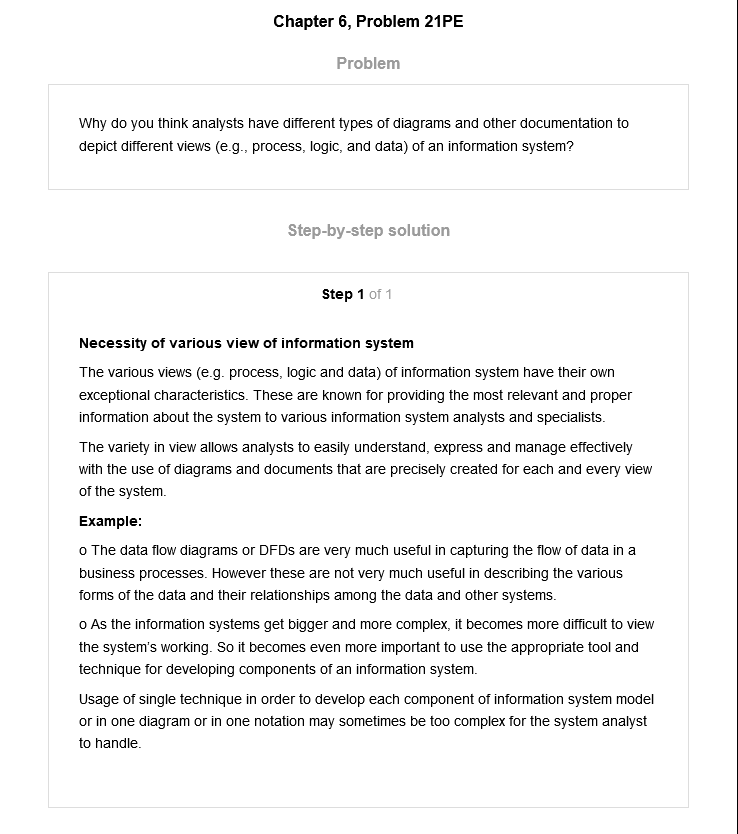 Chapter 6, Problem 21PE
Problem
Why do you think analysts have different types of diagrams and other documentation to
depict different views (e.g., process, logic, and data) of an information system?
Step-by-step solution
Step 1 of 1
Necessity of various view of information system
The various views (e.g. process, logic and data) of information system have their own
exceptional characteristics. These are known for providing the most relevant and proper
information about the system to various information system analysts and specialists.
The variety in view allows analysts to easily understand, express and manage effectively
with the use of diagrams and documents that are precisely created for each and every view
of the system.
Example:
o The data flow diagrams or DFDs are very much useful in capturing the flow of data in a
business processes. However these are not very much useful in describing the various
forms of the data and their relationships among the data and other systems.
o As the information systems get bigger and more complex, it becomes more difficult to view
the system's working. So it becomes even more important to use the appropriate tool and
technique for developing components of an information system.
Usage of single technique in order to develop each component of information system model
or in one diagram or in one notation may sometimes be too complex for the system analyst
to handle.